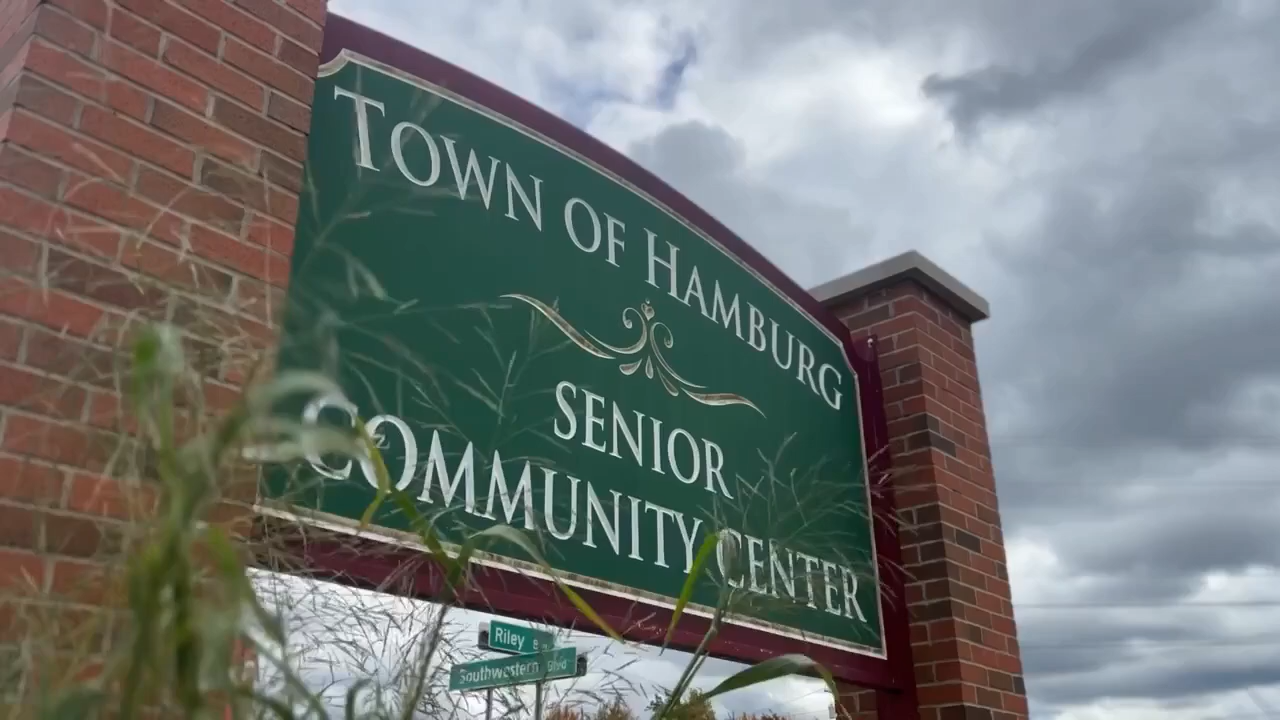 TOWN OF HAMBURG
SENIOR
COMMUNITY CENTER
Riley
Southwestern Blvd